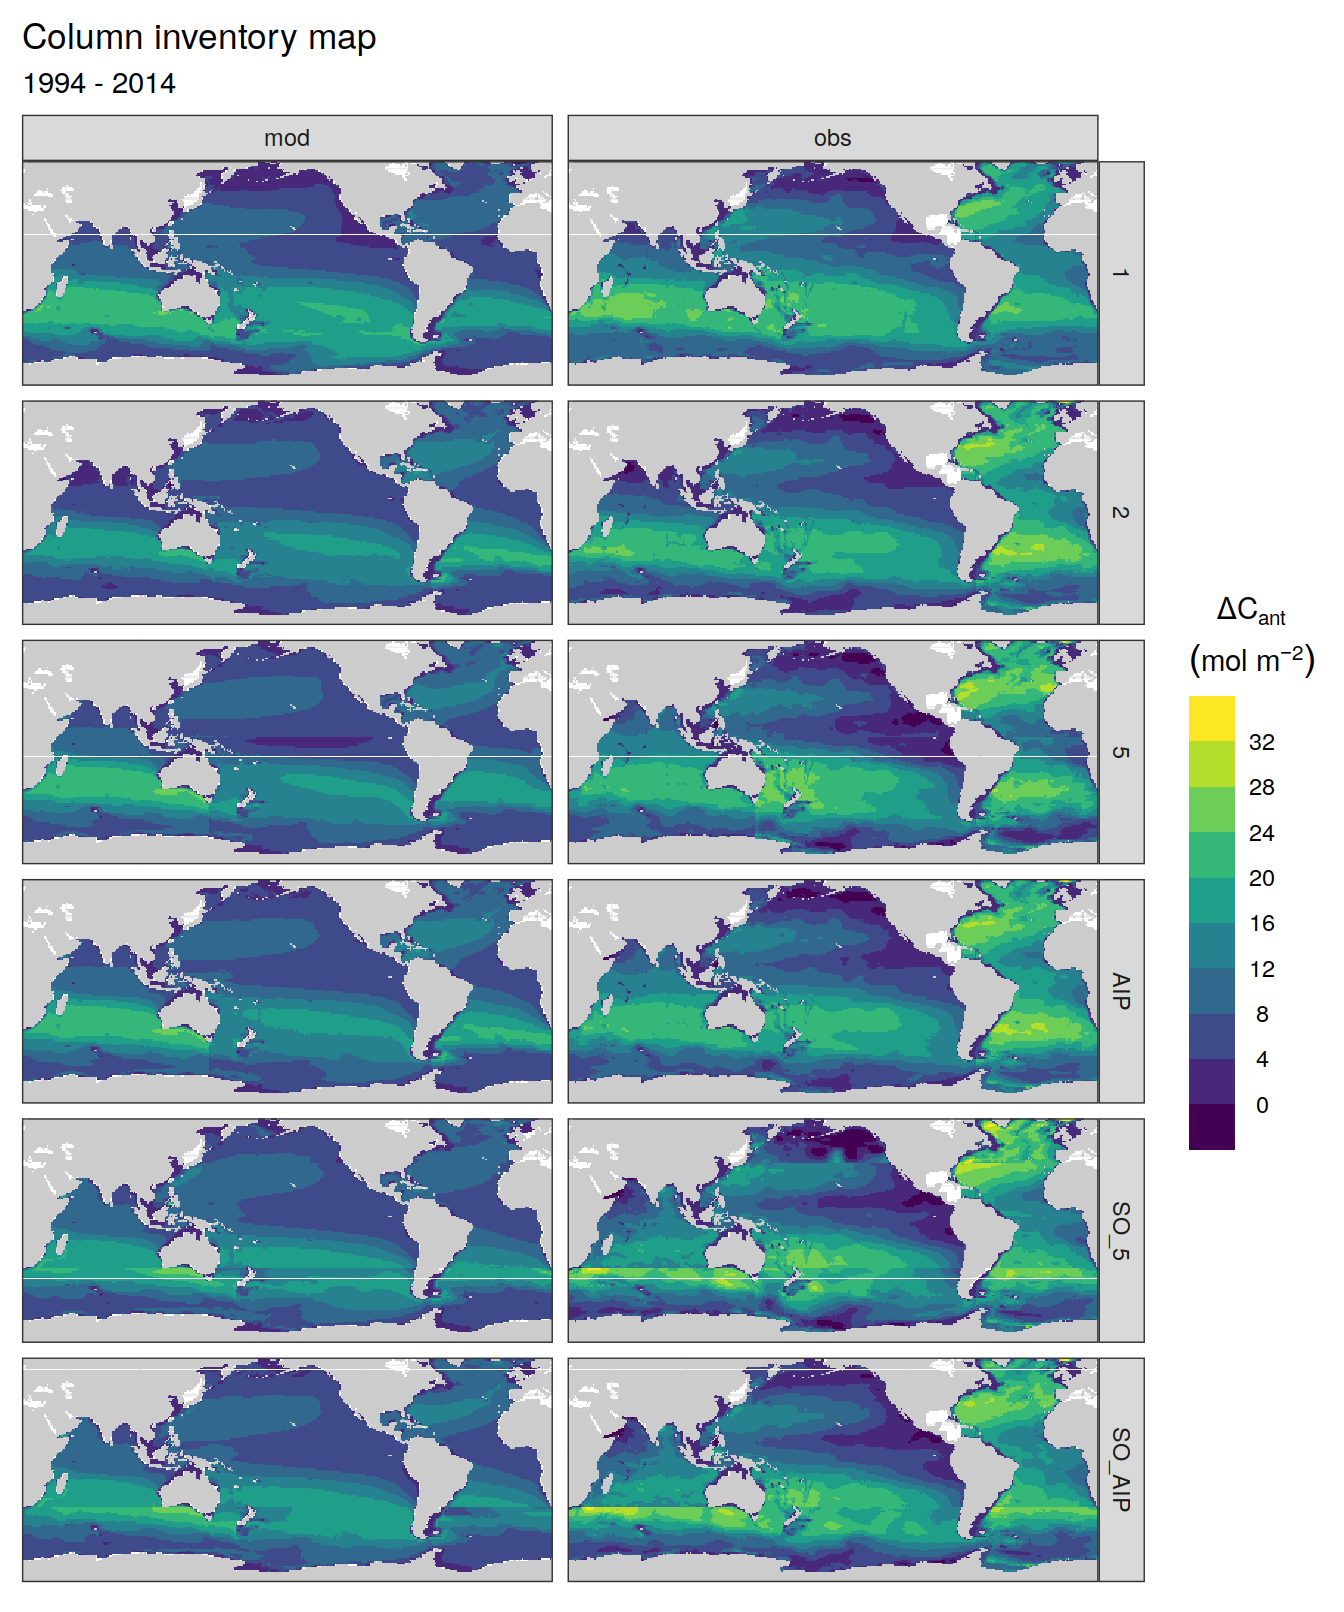 Column inventory map
1994 - 2014
mod
obs
1
2
5
AIP
SO_5
SO_AIP
ΔCant
(mol m−2)
32
28
24
20
16
12
8
4
0